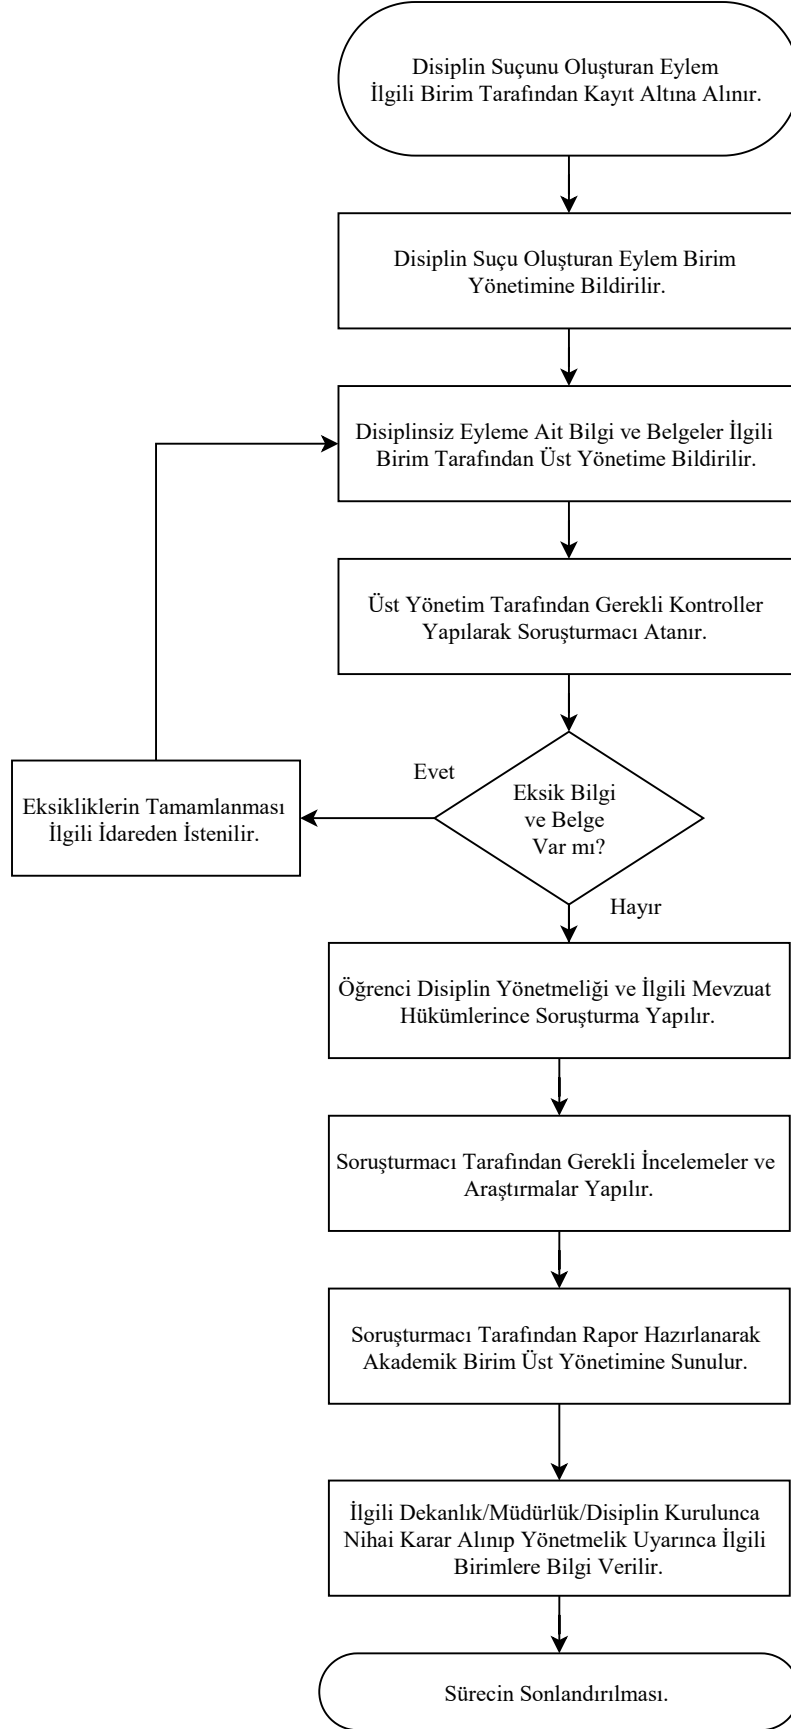 Disiplin Suçunu Oluşturan Eylem
İlgili Birim Tarafından Kayıt Altına Alınır.
Disiplin Suçu Oluşturan Eylem Birim
Yönetimine Bildirilir.
Disiplinsiz Eyleme Ait Bilgi ve Belgeler İlgili
Birim Tarafından Üst Yönetime Bildirilir.
Üst Yönetim Tarafından Gerekli Kontroller
Yapılarak Soruşturmacı Atanır.
Evet
Eksik Bilgi
ve Belge
Var mı?
Eksikliklerin Tamamlanması
İlgili İdareden İstenilir.
Hayır
Öğrenci Disiplin Yönetmeliği ve İlgili Mevzuat
Hükümlerince Soruşturma Yapılır.
Soruşturmacı Tarafından Gerekli İncelemeler ve
Araştırmalar Yapılır.
Soruşturmacı Tarafından Rapor Hazırlanarak
Akademik Birim Üst Yönetimine Sunulur.
İlgili Dekanlık/Müdürlük/Disiplin Kurulunca
Nihai Karar Alınıp Yönetmelik Uyarınca İlgili
Birimlere Bilgi Verilir.
Sürecin Sonlandırılması.